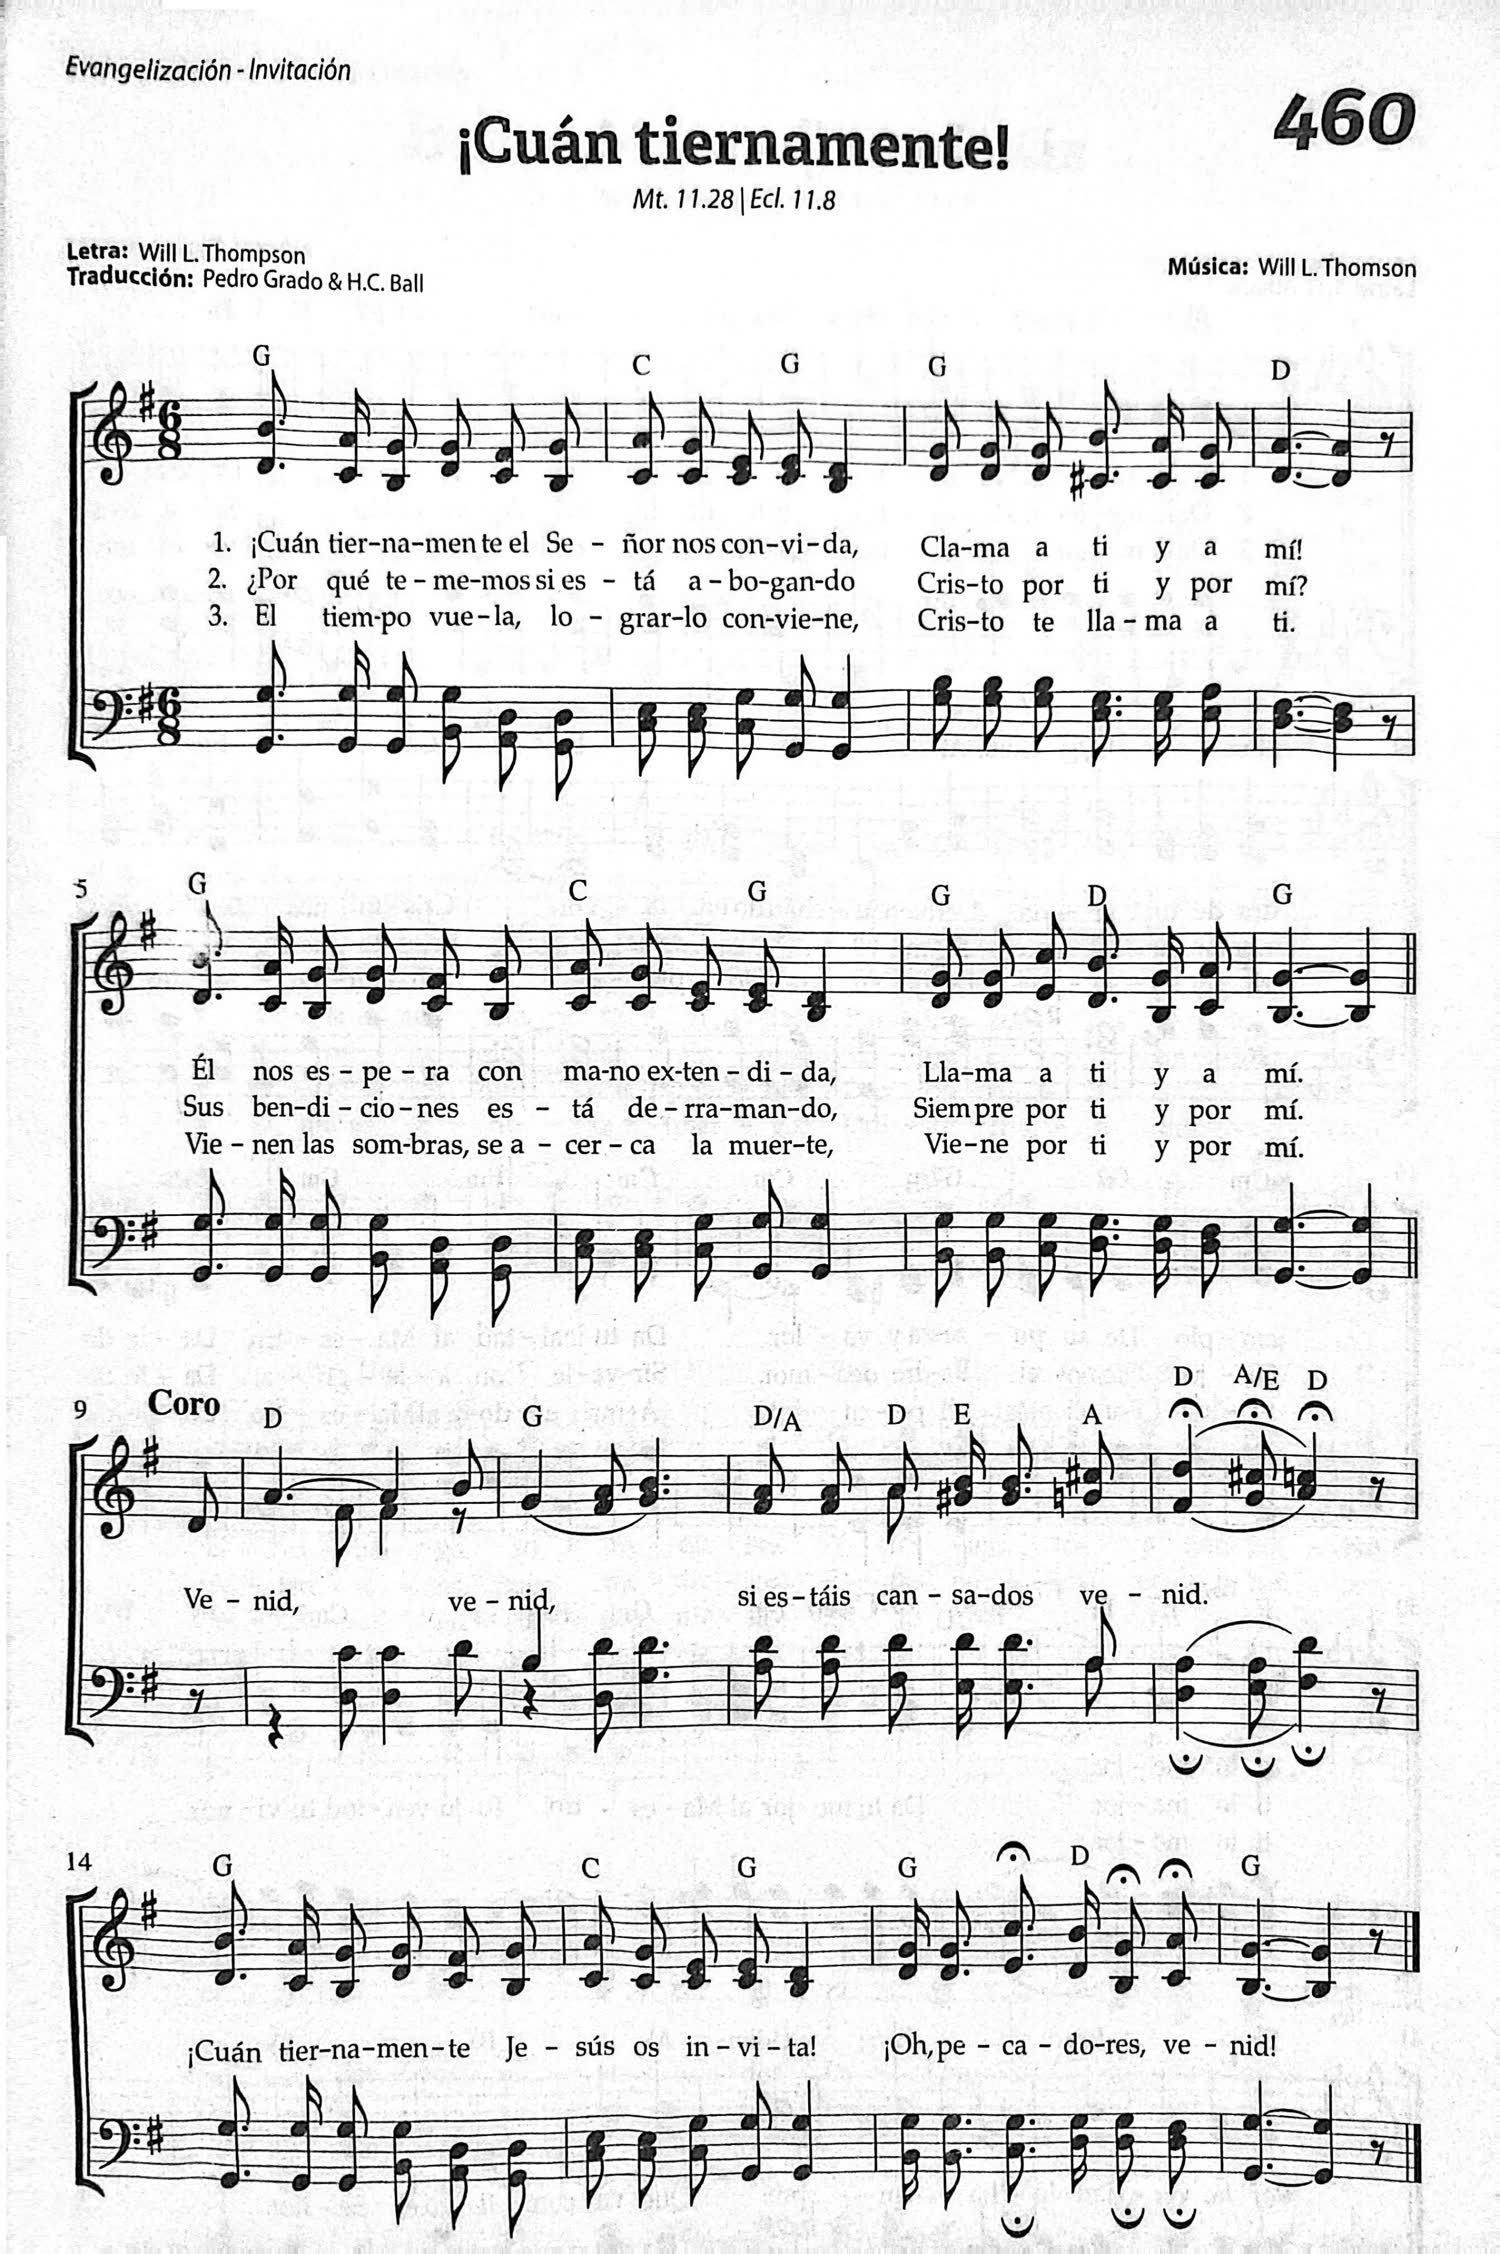 Evangelización - Invitación
460
¡Cuán tiernamente!
Mt. 11.28 | Ecl. 11.8
Letra: Will L. Thompson
Traducción: Pedro Grado & H.C. Ball
Música: Will L. Thomson
G C G G D
1. ¡Cuán tier-na-men te el Se - ñor nos con-vi-da, Cla-ma a ti y a mí!
2. ¿Por qué te-me-mos si es - tá a-bo-gan-do Cris-to por ti y por mí?
3. El tiem-po vue-la, lo - grar-lo con-vie-ne, Cris-to te lla-ma a ti.
5
G C G G D G
Él nos es-pe-ra con ma-no ex-ten-di-da, Lla-ma a ti y a mí.
Sus ben-di-cio-nes es - tá de-rra-man-do, Siem pre por ti y por mí.
Vie-nen las som-bras, se a - cer-ca la muer-te, Vie-ne por ti y por mí.
9 Coro
D G D/A D E A D A/E D
Ve - nid, ve - nid, si es-táis can-sa-dos ve - nid.
14
G C G G D G
¡Cuán tier-na-men-te Je - sús os in-vi-ta! ¡Oh, pe-ca-do-res, ve - nid!